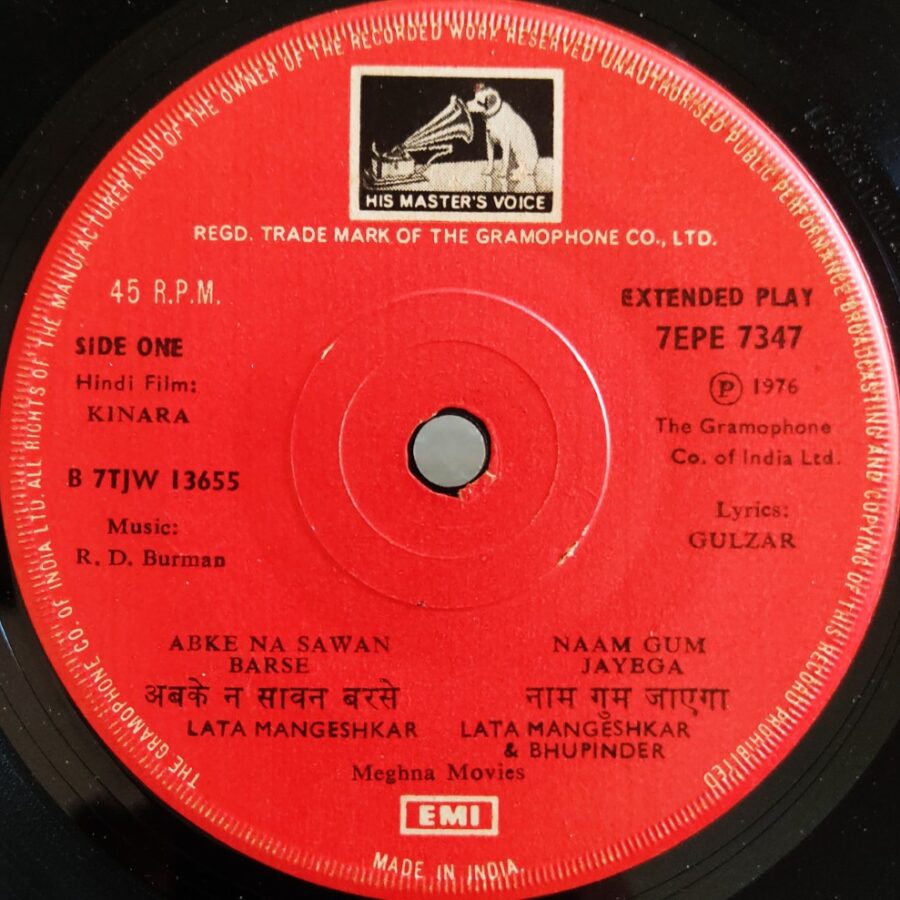 THE GRAMOPHONE CO. OF INDIA LTD. ALL RIGHTS OF THE MANUFACTURER AND OF THE OWNER OF THE RECORDED WORK RESERVED UNAUTHORISED PUBLIC PERFORMANCE BROADCASTING AND COPYING OF THIS RECORD PROHIBITED
HIS MASTER'S VOICE
REGD. TRADE MARK OF THE GRAMOPHONE CO., LTD.
45 R.P.M.
SIDE ONE
Hindi Film:
KINARA
B 7TJW 13655
Music:
R. D. Burman
EXTENDED PLAY
7EPE 7347
Ⓟ 1976
The Gramophone
Co. of India Ltd.
Lyrics:
GULZAR
ABKE NA SAWAN
BARSE
अबके न सावन बरसे
LATA MANGESHKAR
NAAM GUM
JAYEGA
नाम गुम जाएगा
LATA MANGESHKAR
& BHUPINDER
Meghna Movies
EMI
MADE IN INDIA.